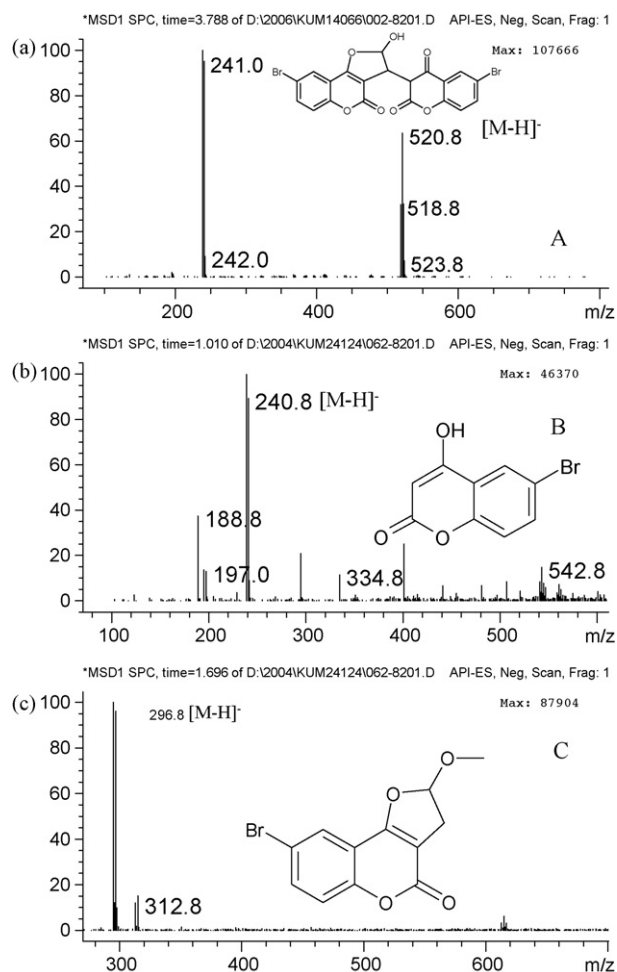 *MSD1 SPC, time=3.788 of D:\2006\KUM14066\002-8201.D API-ES, Neg, Scan, Frag: 1
(a)
Max: 107666
OH
O
O
Br
Br
O
O
O
O
241.0
[M-H]-
520.8
518.8
242.0
523.8
A
100
80
60
40
20
0
200
400
600
m/z
*MSD1 SPC, time=1.010 of D:\2004\KUM24124\062-8201.D API-ES, Neg, Scan, Frag: 1
(b)
Max: 46370
240.8 [M-H]-
B
OH
Br
O
O
188.8
197.0
334.8
542.8
100
80
60
40
20
0
100
200
300
400
500
m/z
*MSD1 SPC, time=1.696 of D:\2004\KUM24124\062-8201.D API-ES, Neg, Scan, Frag: 1
(c)
Max: 87904
296.8 [M-H]-
C
O
O
Br
O
O
312.8
100
80
60
40
20
0
300
400
500
600
m/z